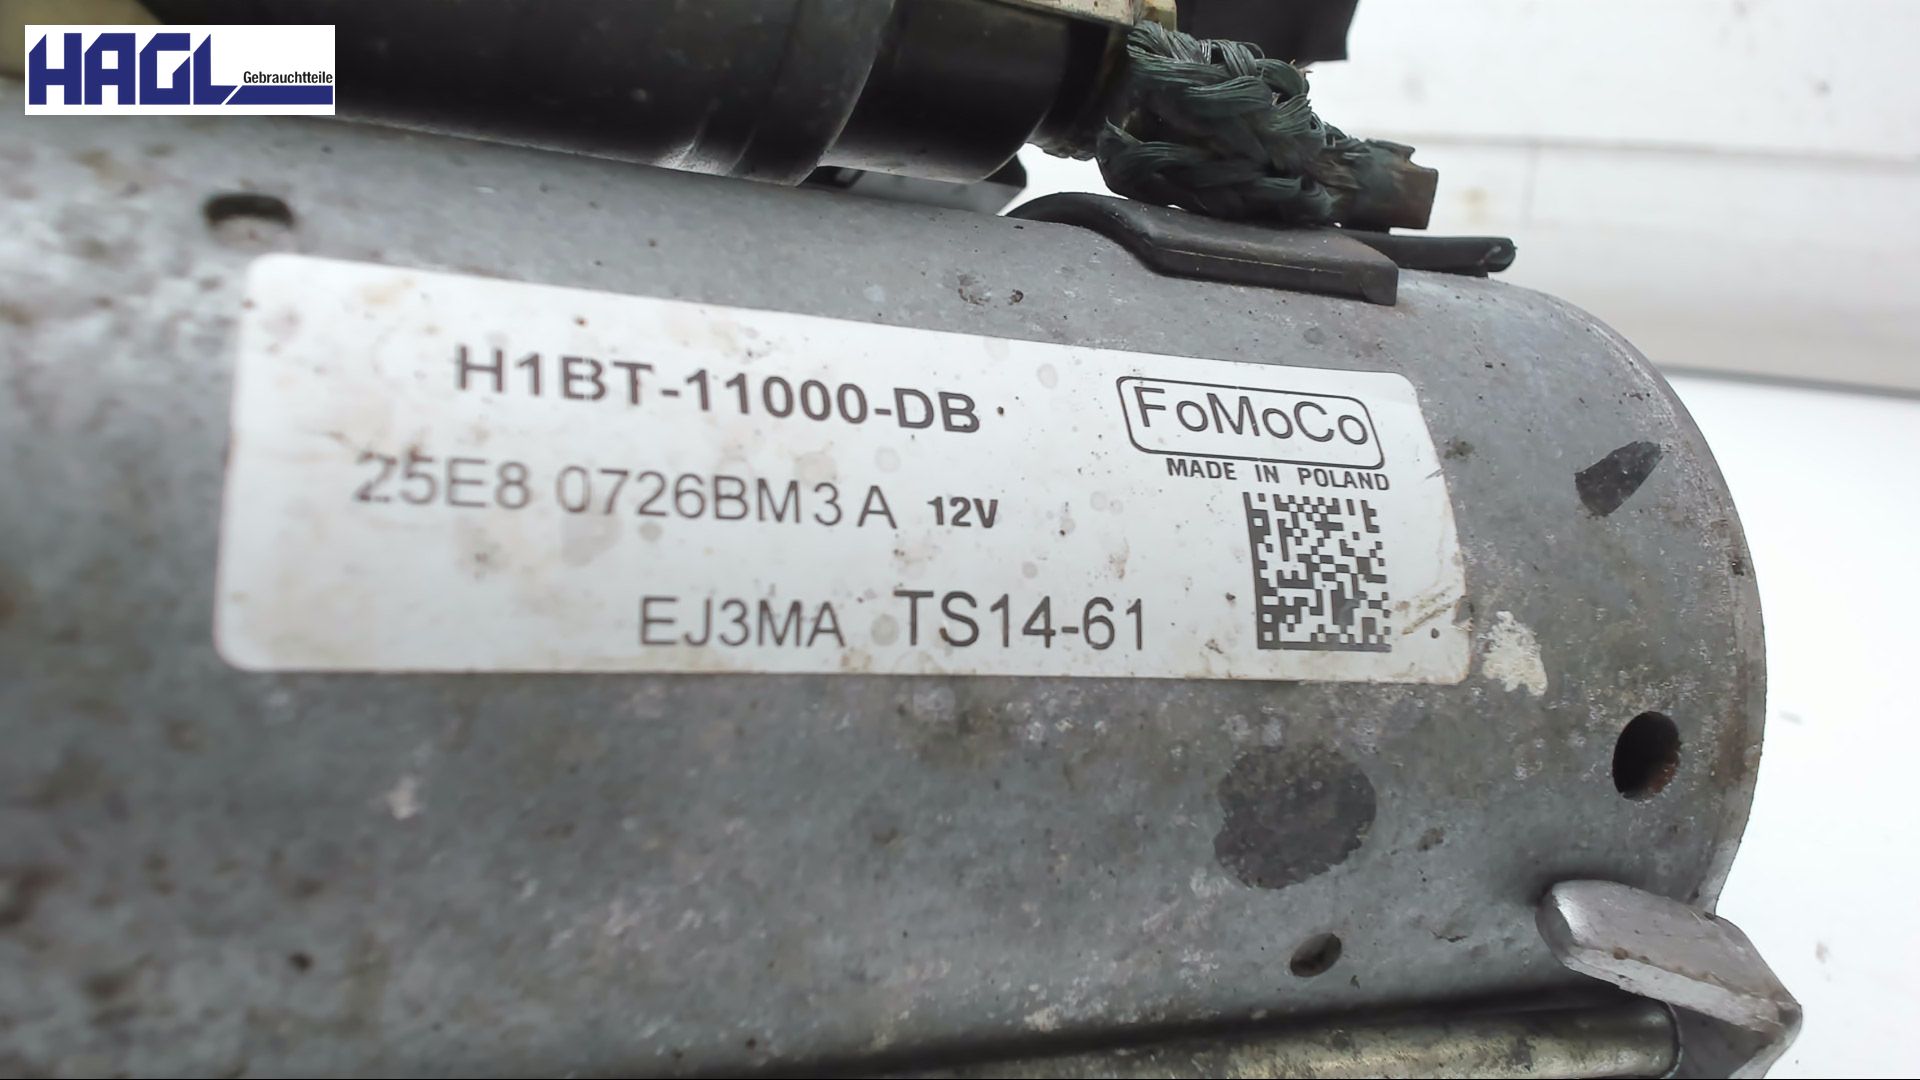 HAGL
Gebrauchtteile
H1BT-11000-DB
FoMoCo
MADE IN POLAND
25E8 0726BM3A 12V
EJ3MA TS14-61